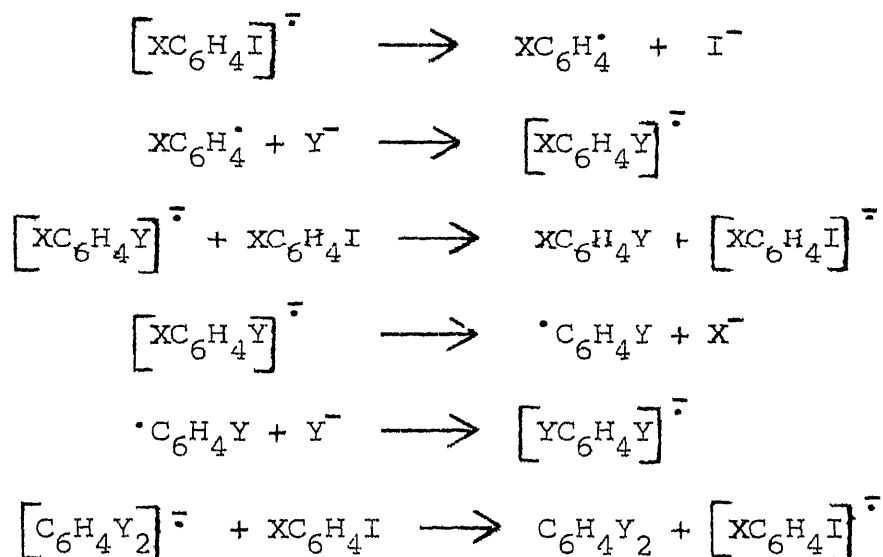 [XC₆H₄I]⁻̇ ⟶ XC₆H₄• + I⁻
XC₆H₄• + Y⁻ ⟶ [XC₆H₄Y]⁻̇
[XC₆H₄Y]⁻̇ + XC₆H₄I ⟶ XC₆H₄Y + [XC₆H₄I]⁻̇
[XC₆H₄Y]⁻̇ ⟶ •C₆H₄Y + X⁻
•C₆H₄Y + Y⁻ ⟶ [YC₆H₄Y]⁻̇
[C₆H₄Y₂]⁻̇ + XC₆H₄I ⟶ C₆H₄Y₂ + [XC₆H₄I]⁻̇